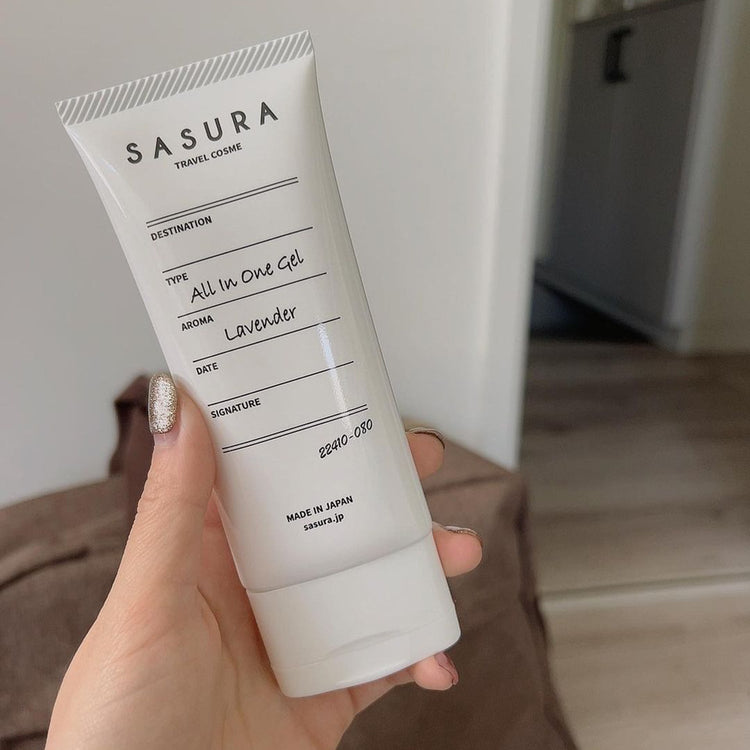 SASURA
TRAVEL COSME
DESTINATION
TYPE
All In One Gel
AROMA
Lavender
DATE
SIGNATURE
22410-080
MADE IN JAPAN
sasura.jp